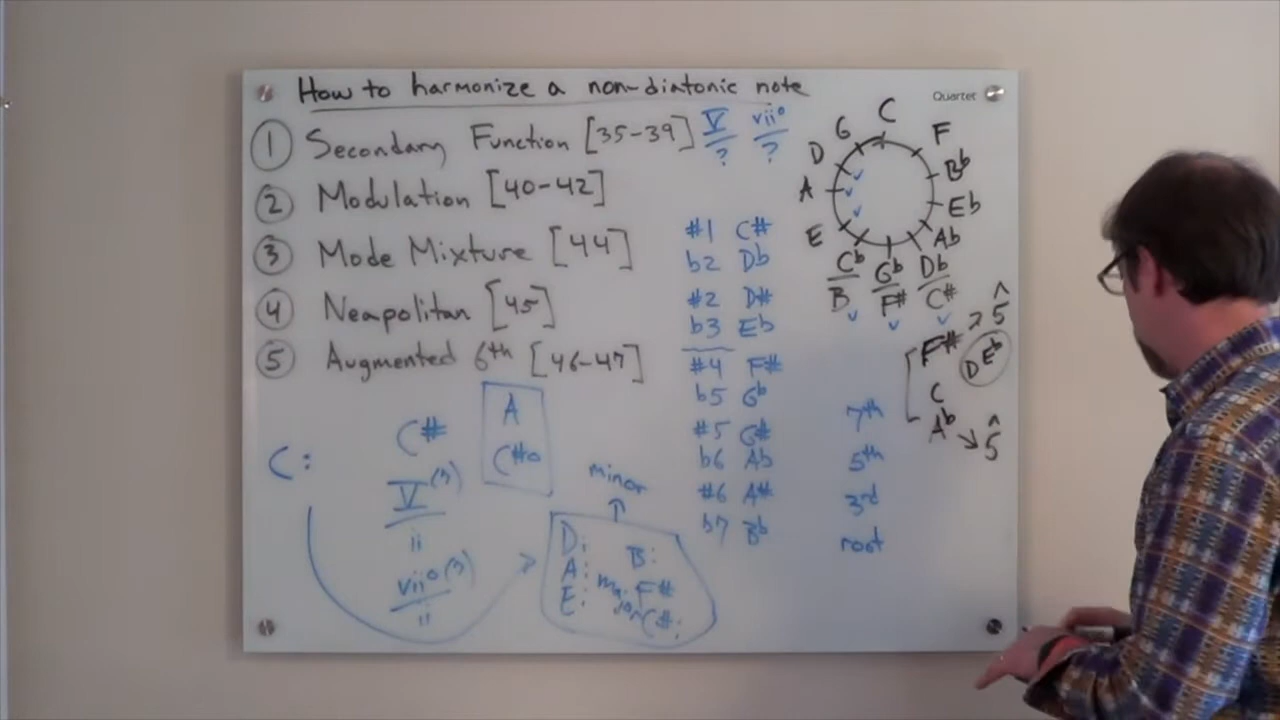 How to harmonize a non-diatonic note
Quartet
① Secondary Function [35-39] V/? vii°/?
② Modulation [40-42]
③ Mode Mixture [44]
④ Neapolitan [45]
⑤ Augmented 6th [46-47]
C
F
Bb
Eb
Ab
Db/C#
Gb/F#
Cb/B
E
A
D
G
#1 C#
b2 Db
#2 D#
b3 Eb
#4 F#
b5 Gb
#5 G#
b6 Ab
#6 A#
b7 Bb
7th
5th
3rd
root
F# → 5̂
C
Ab → 5̂
D Eb
C:
C#
V(7)/ii
vii°(7)/ii
A
C#°
minor
D:
A:
E:
major
B:
F#
C#: